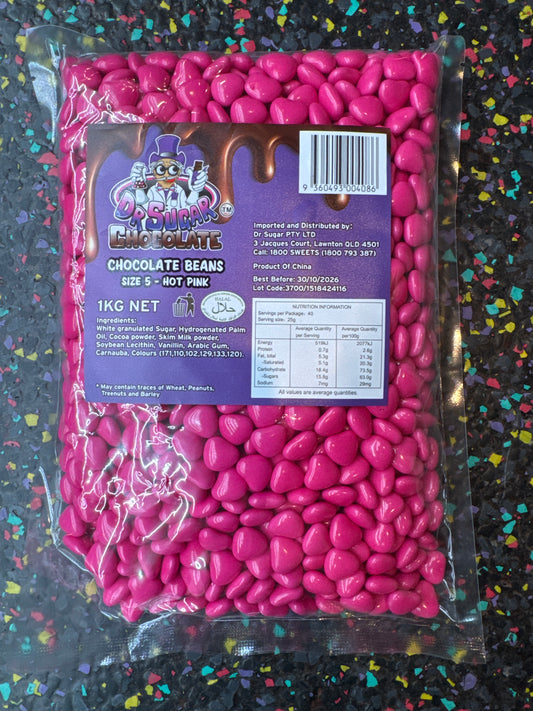 DR SUGAR TM
CHOCOLATE
CHOCOLATE BEANS
SIZE 5 - HOT PINK
1KG NET
HALAL
حلال
Ingredients:
White granulated Sugar, Hydrogenated Palm
Oil, Cocoa powder, Skim Milk powder,
Soybean Lecithin, Vanillin, Arabic Gum,
Carnauba, Colours (171,110,102,129,133,120).
* May contain traces of Wheat, Peanuts,
Treenuts and Barley
9 360493 004086
Imported and Distributed by:
Dr Sugar PTY LTD
3 Jacques Court, Lawnton QLD 4501
Call: 1800 SWEETS (1800 793 387)
Product Of China
Best Before: 30/10/2026
Lot Code:3700/1518424116
NUTRITION INFORMATION
Servings per Package: 40
Serving size: 25g
Average Quantity per Serving Average Quantity per100g
Energy 519kJ 2077kJ
Protein 0.7g 2.6g
Fat, total 5.3g 21.3g
-Saturated 5.1g 20.3g
Carbohydrate 18.4g 73.5g
-Sugars 15.8g 63.0g
Sodium 7mg 29mg
All values are average quantities.